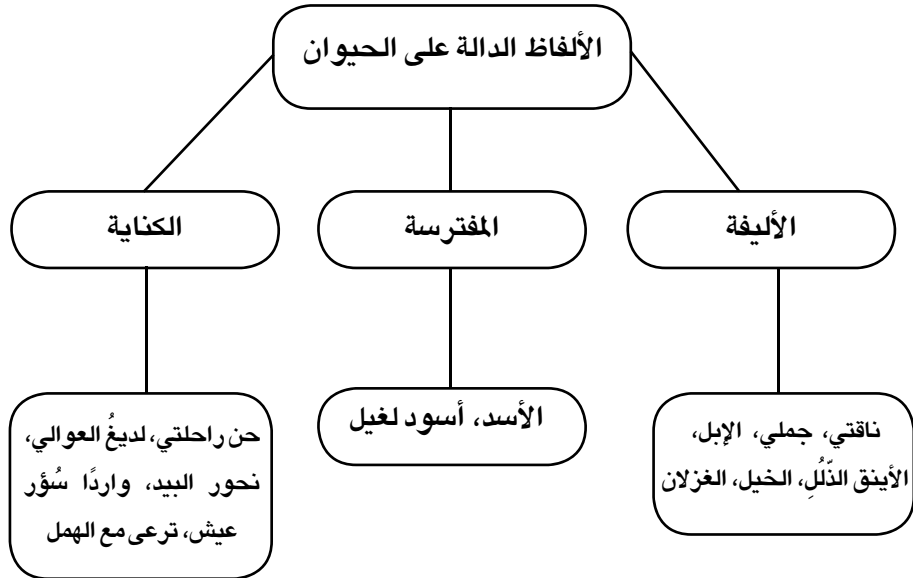 الألفاظ الدالة على الحيوان
الأليفة
المفترسة
الكناية
ناقتي، جملي، الإبل،
الأينق الذّلُلِ، الخيل، الغزلان
الأسد، أسود لغيل
حن راحلتي، لديغُ العوالي،
نحور البيد، واردًا سُؤر
عيش، ترعى مع الهمل